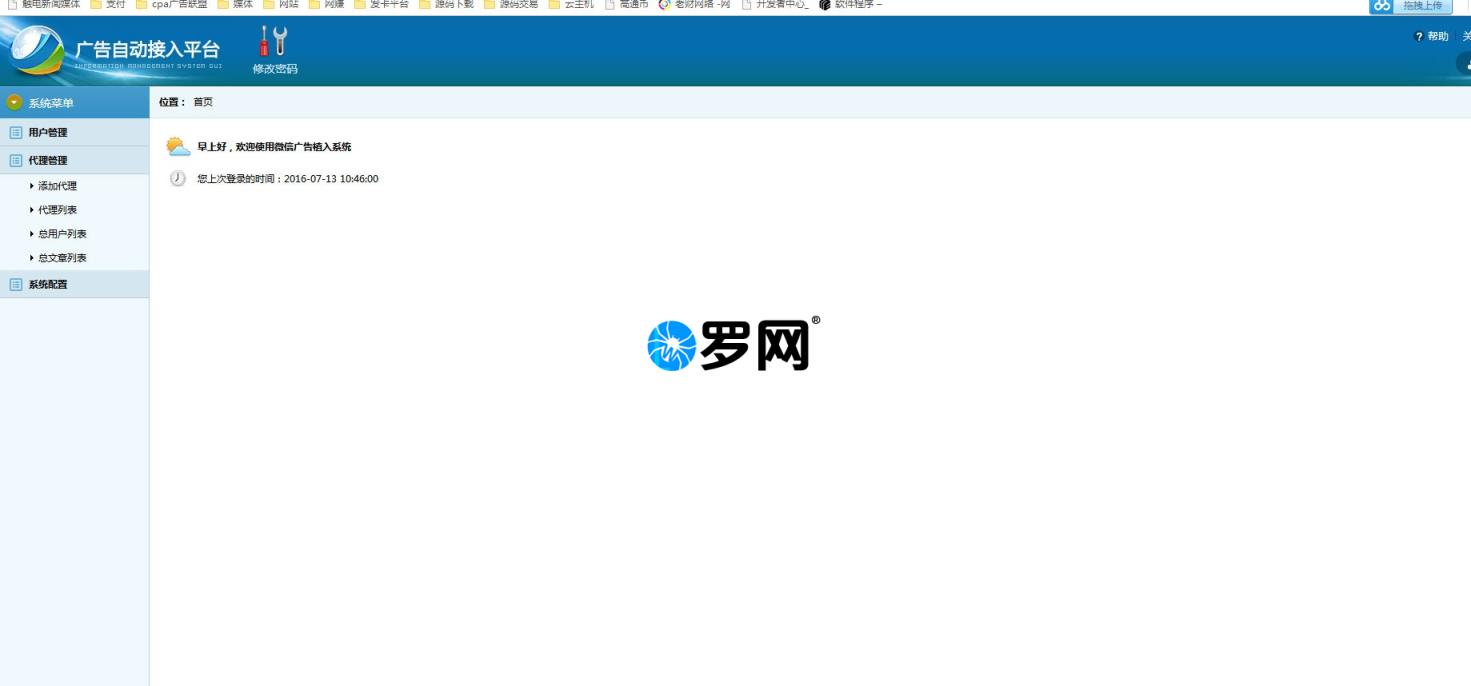 触电新闻媒体 支付 cpa广告联盟 媒体 网站 网赚 发卡平台 源码下载 源码交易 云主机 高通币 老财网络 -网 开发者中心_ 软件程序 –
拖拽上传
广告自动接入平台
INFORMATION MANAGEMENT SYSTEM GUI
修改密码
帮助
系统菜单
位置： 首页
用户管理
代理管理
添加代理
代理列表
总用户列表
总文章列表
系统配置
早上好，欢迎使用微信广告植入系统
您上次登录的时间：2016-07-13 10:46:00
罗网®